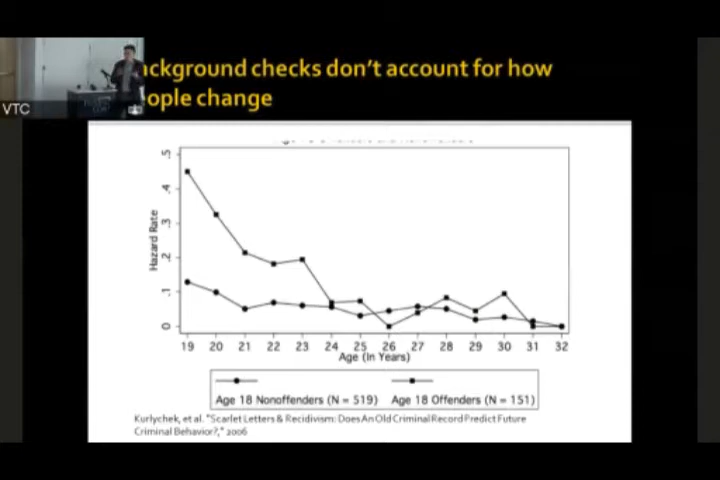 ckground checks don't account for how
ople change
VTC
.5
.4
.3
.2
.1
0
Hazard Rate
19 20 21 22 23 24 25 26 27 28 29 30 31 32
Age (In Years)
Age 18 Nonoffenders (N = 519) Age 18 Offenders (N = 151)
Kurlychek, et al. "Scarlet Letters & Recidivism: Does An Old Criminal Record Predict Future
Criminal Behavior?," 2006